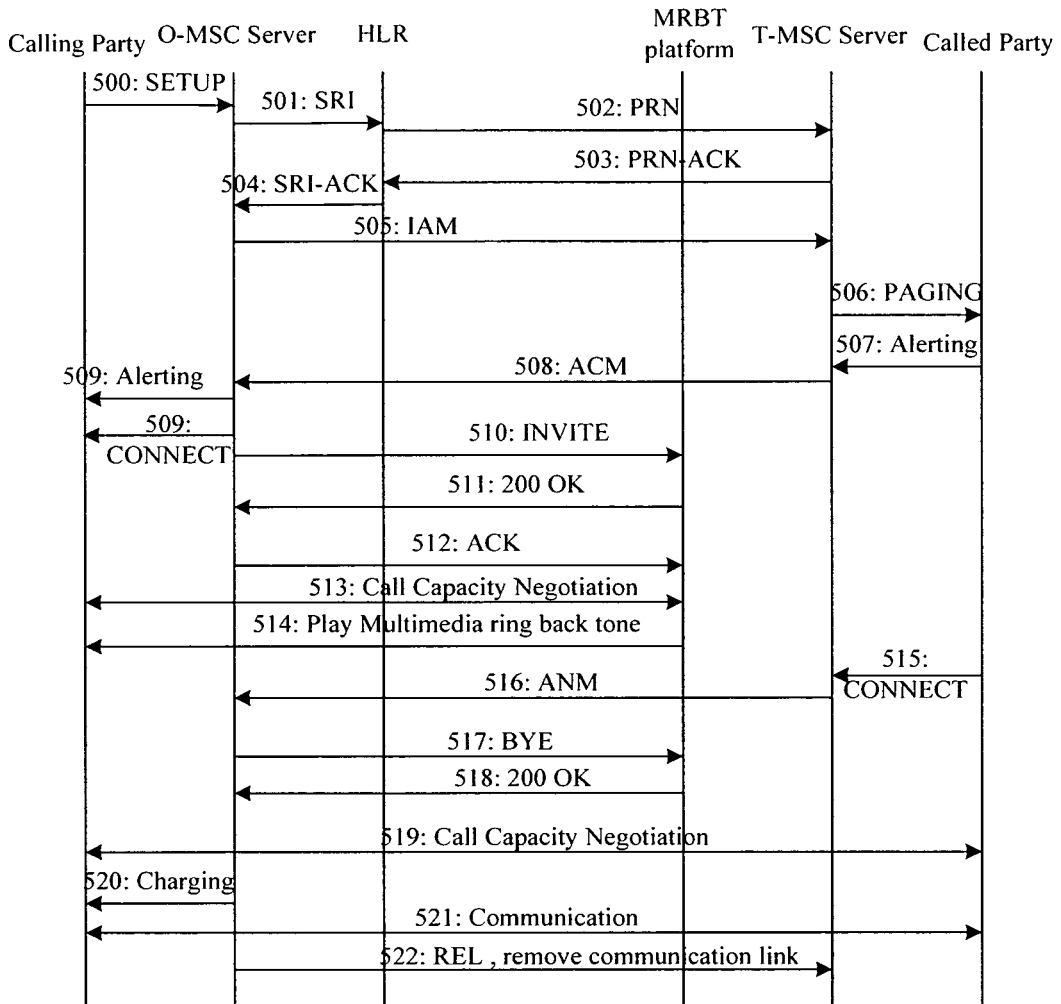 Calling Party
O-MSC Server
HLR
MRBT
platform
T-MSC Server
Called Party
500: SETUP
501: SRI
502: PRN
503: PRN-ACK
504: SRI-ACK
505: IAM
506: PAGING
507: Alerting
508: ACM
509: Alerting
509:
CONNECT
510: INVITE
511: 200 OK
512: ACK
513: Call Capacity Negotiation
514: Play Multimedia ring back tone
515:
CONNECT
516: ANM
517: BYE
518: 200 OK
519: Call Capacity Negotiation
520: Charging
521: Communication
522: REL , remove communication link